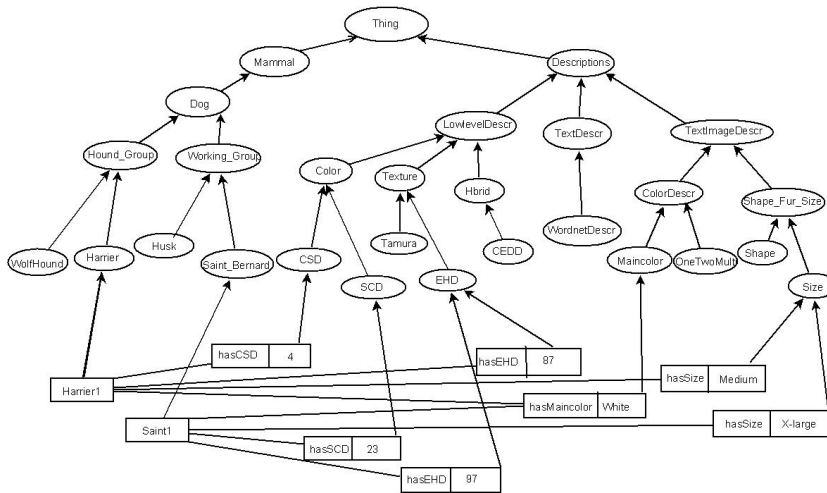 Thing
Mammal
Descriptions
Dog
LowlevelDescr
TextDescr
TextImageDescr
Hound_Group
Working_Group
Color
Texture
Hbrid
ColorDescr
Shape_Fur_Size
WolfHound
Harrier
Husk
Saint_Bernard
CSD
Tamura
CEDD
WordnetDescr
Maincolor
OneTwoMult
Shape
SCD
EHD
Size
hasCSD 4
hasEHD 87
Harrier1
hasSize Medium
hasMaincolor White
Saint1
hasSize X-large
hasSCD 23
hasEHD 97